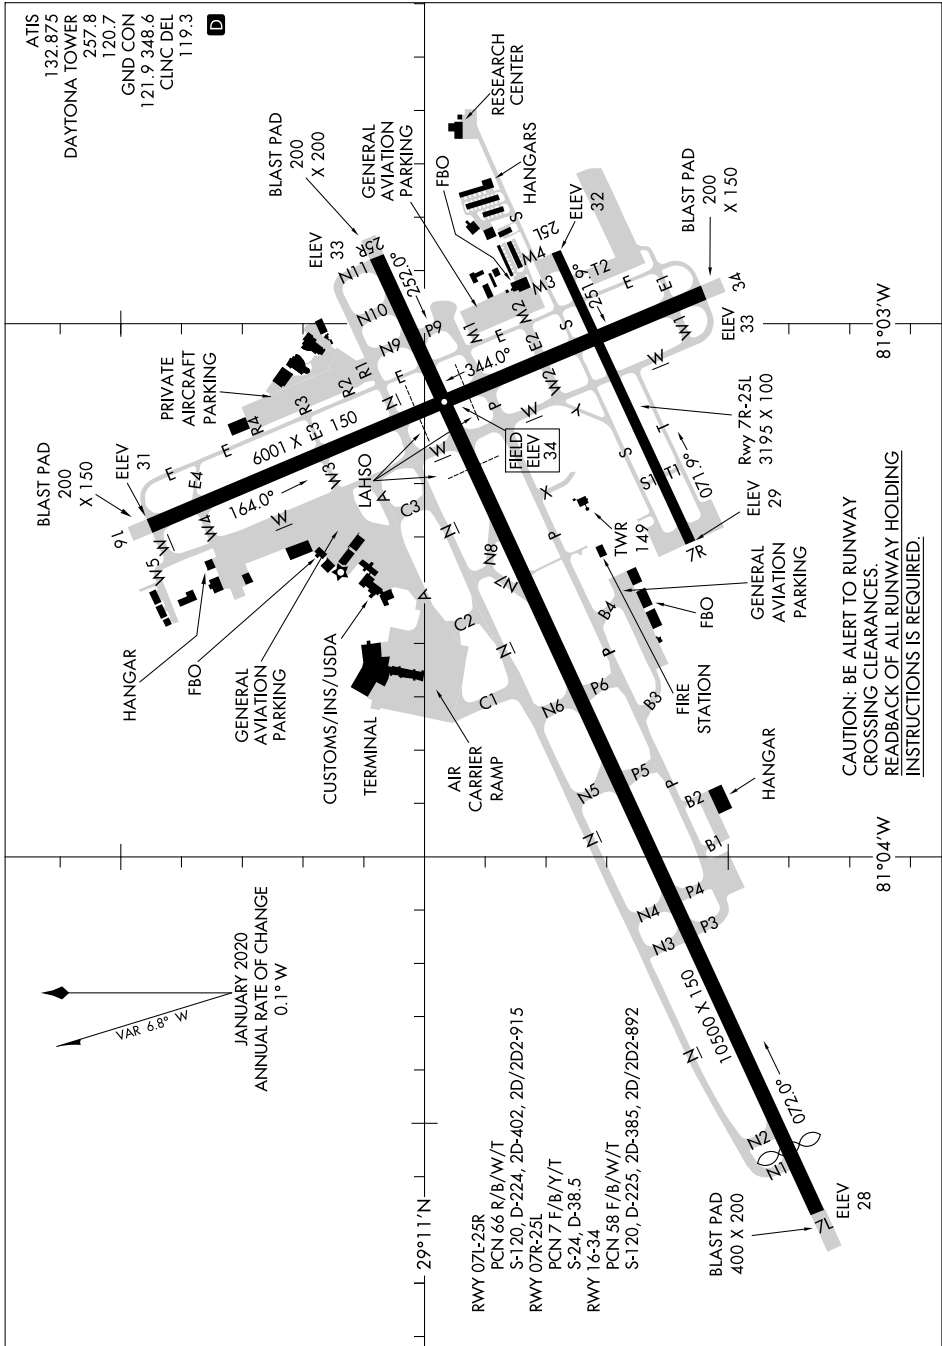 ATIS
132.875
DAYTONA TOWER
257.8
120.7
GND CON
121.9 348.6
CLNC DEL
119.3
D
RESEARCH
CENTER
BLAST PAD
200
X 200
GENERAL
AVIATION
PARKING
FBO
HANGARS
ELEV
33
25R
252.0°
N11
N10
N9
P9
M1
M2
M3
M4
25L
S
ELEV
32
T2
E
E1
BLAST PAD
200
X 150
34
ELEV
33
81°03'W
PRIVATE
AIRCRAFT
PARKING
R1
R2
R3
R4
E
E
E
E
E2
E3
E4
251.9°
S
344.0°
W1
W
W2
W
P
Y
N
W
FIELD
ELEV
34
LAHSO
6001 X 150
164.0°
BLAST PAD
200
X 150
ELEV
31
16
W
W5
W4
W3
W
A
C3
N
X
P
TWR
149
S
T
S1
T1
071.9°
Rwy 7R-25L
3195 X 100
ELEV
29
7R
HANGAR
FBO
GENERAL
AVIATION
PARKING
CUSTOMS/INS/USDA
TERMINAL
AIR
CARRIER
RAMP
A
C2
C1
N8
N7
N
N
N6
P6
P
B4
B3
GENERAL
AVIATION
PARKING
FBO
FIRE
STATION
N5
P5
P
B2
B1
HANGAR
N
N4
N3
P4
P3
81°04'W
CAUTION: BE ALERT TO RUNWAY
CROSSING CLEARANCES.
READBACK OF ALL RUNWAY HOLDING
INSTRUCTIONS IS REQUIRED.
VAR 6.8° W
JANUARY 2020
ANNUAL RATE OF CHANGE
0.1° W
10500 X 150
N
072.0°
N2
N1
7L
ELEV
28
BLAST PAD
400 X 200
29°11'N
RWY 07L-25R
PCN 66 R/B/W/T
S-120, D-224, 2D-402, 2D/2D2-915
RWY 07R-25L
PCN 7 F/B/Y/T
S-24, D-38.5
RWY 16-34
PCN 58 F/B/W/T
S-120, D-225, 2D-385, 2D/2D2-892